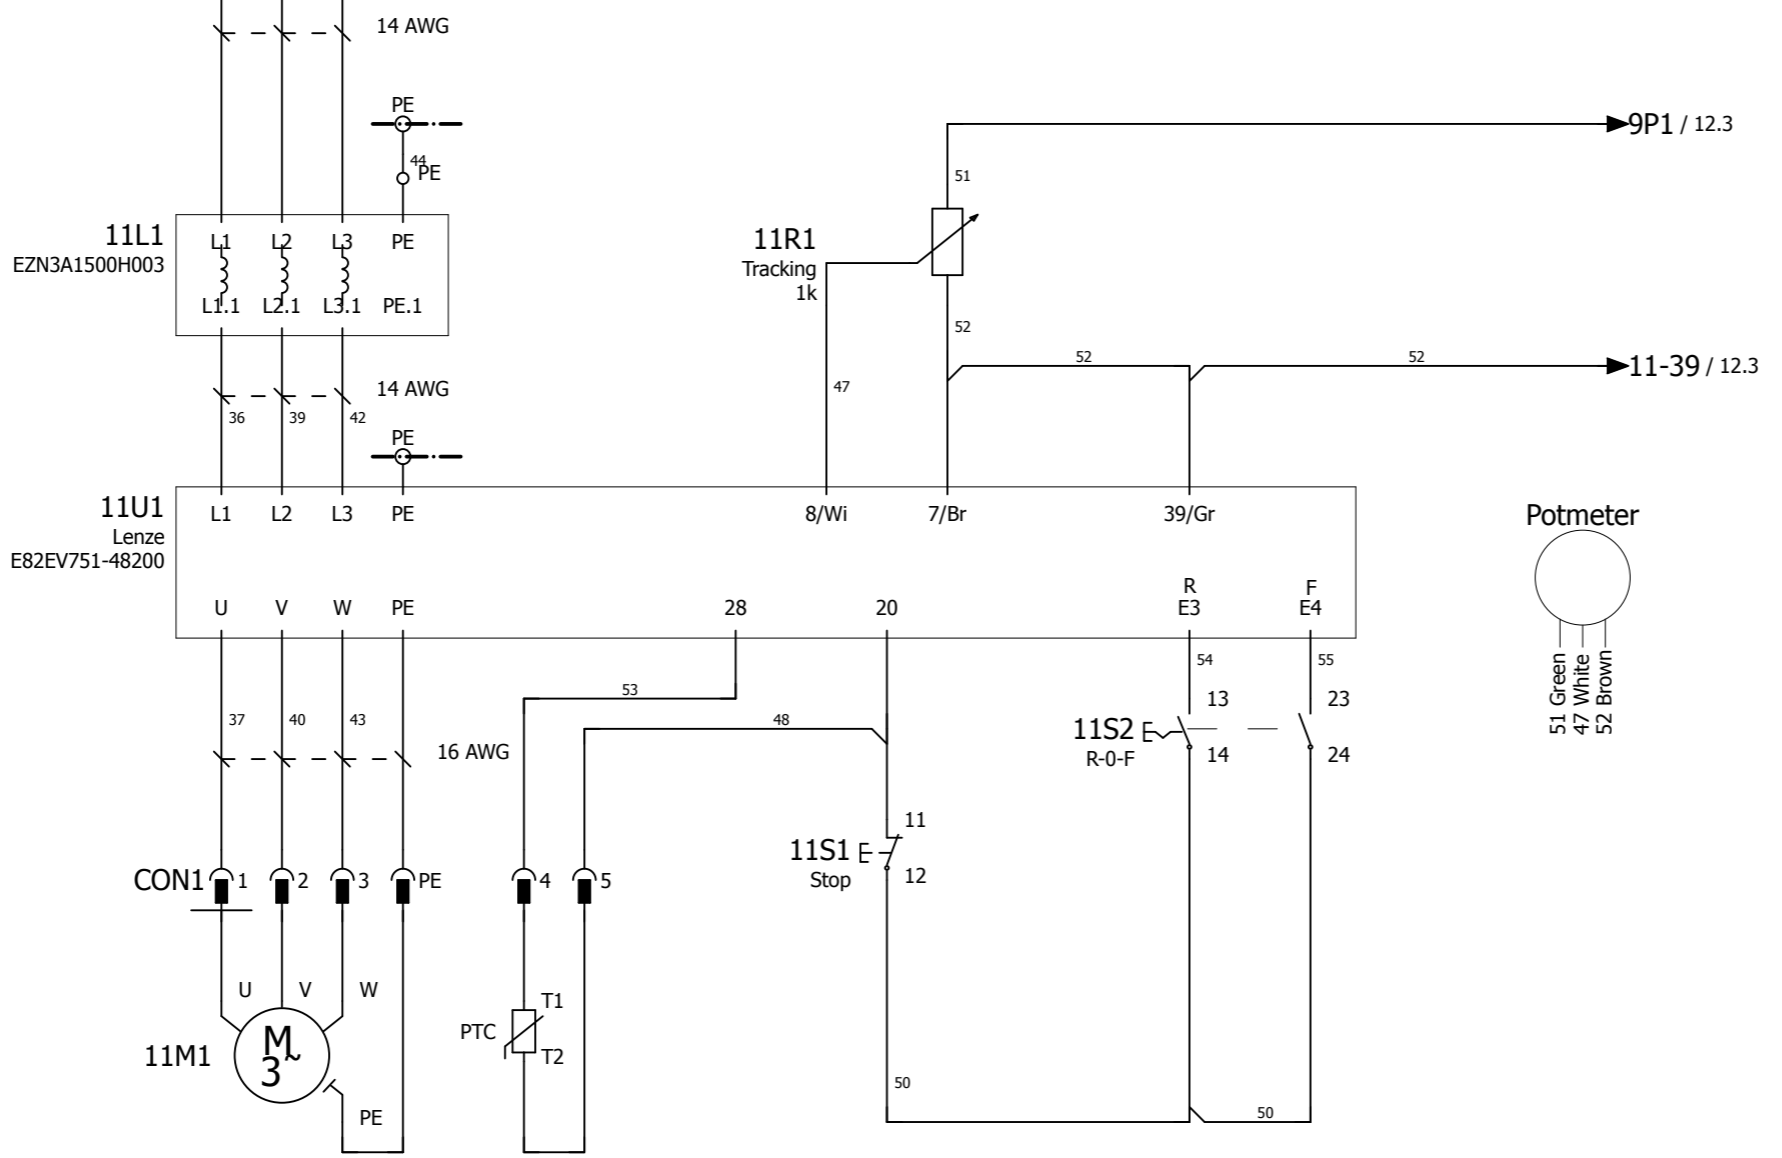 14 AWG
PE
44
PE
9P1 / 12.3
51
11L1
EZN3A1500H003
L1 L2 L3 PE
L1.1 L2.1 L3.1 PE.1
11R1
Tracking
1k
52
52
52
11-39 / 12.3
47
14 AWG
36 39 42
PE
11U1
Lenze
E82EV751-48200
L1 L2 L3 PE
8/Wi 7/Br 39/Gr
U V W PE
28 20
R F
E3 E4
Potmeter
51 Green
47 White
52 Brown
54 55
53
48
37 40 43
16 AWG
11S2
R-0-F
13 23
14 24
11S1
Stop
11
12
CON1 1 2 3 PE 4 5
U V W
11M1
M
3~
PE
PTC
T1
T2
50
50